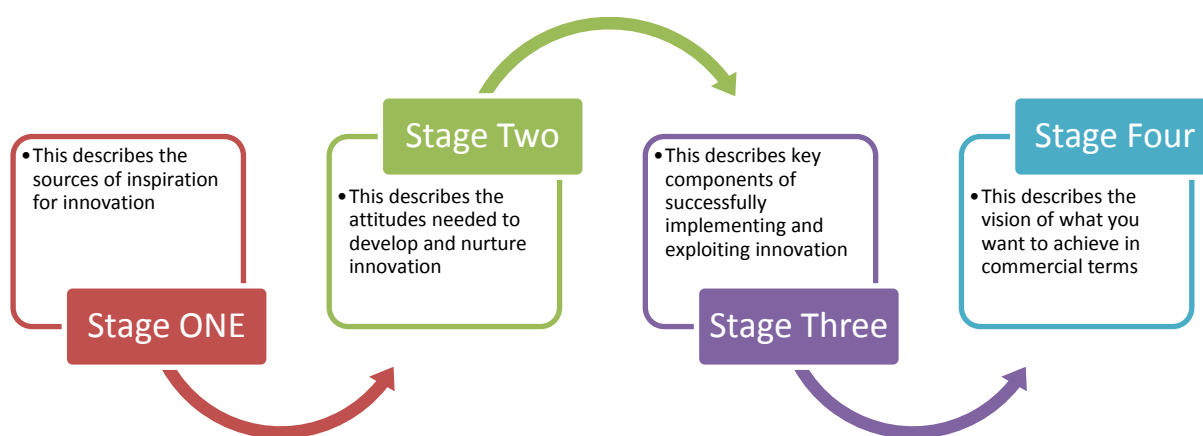 •This describes the
sources of inspiration
for innovation
Stage ONE
Stage Two
•This describes the
attitudes needed to
develop and nurture
innovation
•This describes key
components of
successfully
implementing and
exploiting innovation
Stage Three
Stage Four
•This describes the
vision of what you
want to achieve in
commercial terms